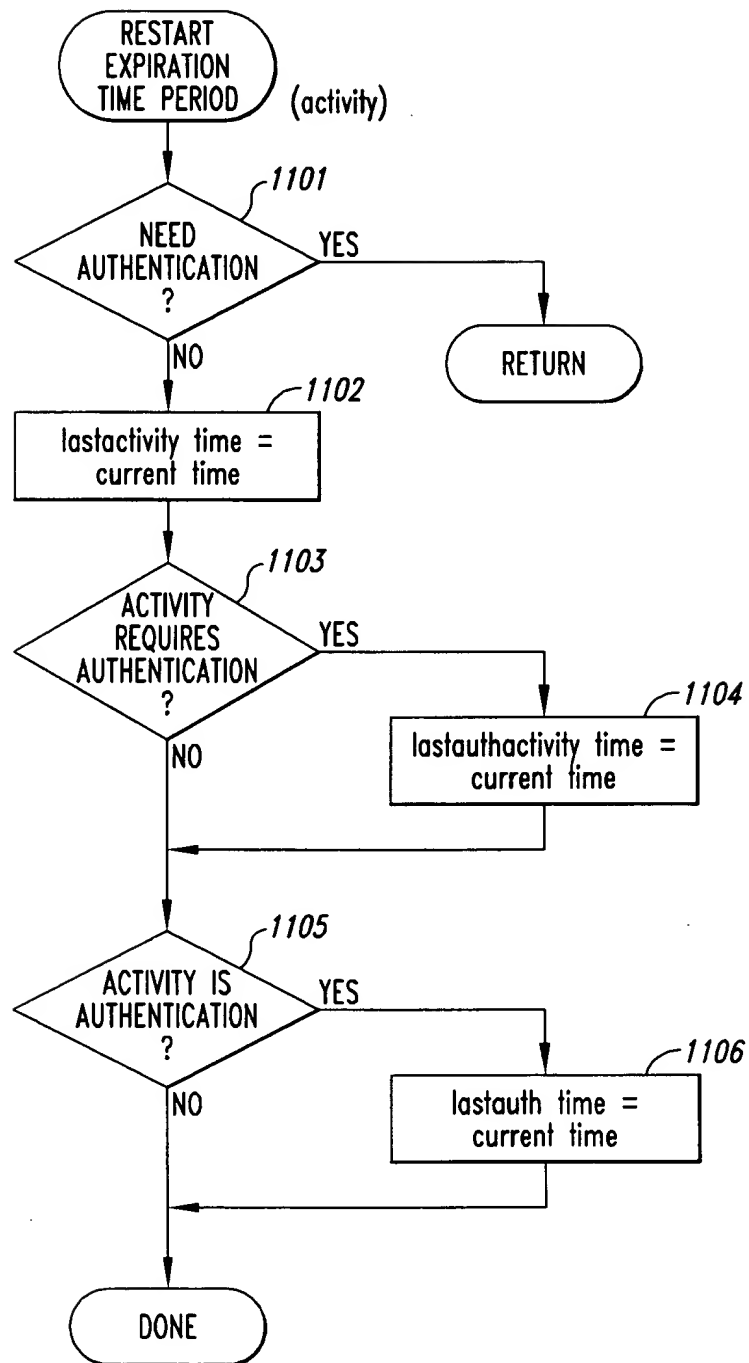 RESTART
EXPIRATION
TIME PERIOD
(activity)
1101
NEED
AUTHENTICATION
?
YES
NO
RETURN
1102
lastactivity time =
current time
1103
ACTIVITY
REQUIRES
AUTHENTICATION
?
YES
NO
1104
lastauthactivity time =
current time
1105
ACTIVITY IS
AUTHENTICATION
?
YES
NO
1106
lastauth time =
current time
DONE